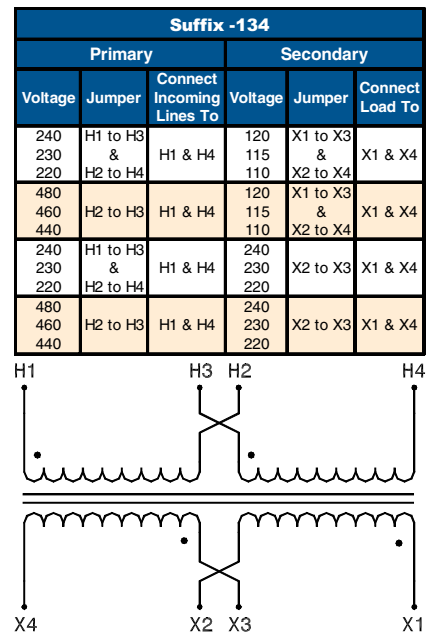 Suffix -134
Primary Secondary
Voltage Jumper Connect Incoming Lines To Voltage Jumper Connect Load To
240 H1 to H3 120 X1 to X3
230 & H1 & H4 115 & X1 & X4
220 H2 to H4 110 X2 to X4
480 120 X1 to X3
460 H2 to H3 H1 & H4 115 & X1 & X4
440 110 X2 to X4
240 H1 to H3 240
230 & H1 & H4 230 X2 to X3 X1 & X4
220 H2 to H4 220
480 240
460 H2 to H3 H1 & H4 230 X2 to X3 X1 & X4
440 220
H1 H3 H2 H4
X4 X2 X3 X1